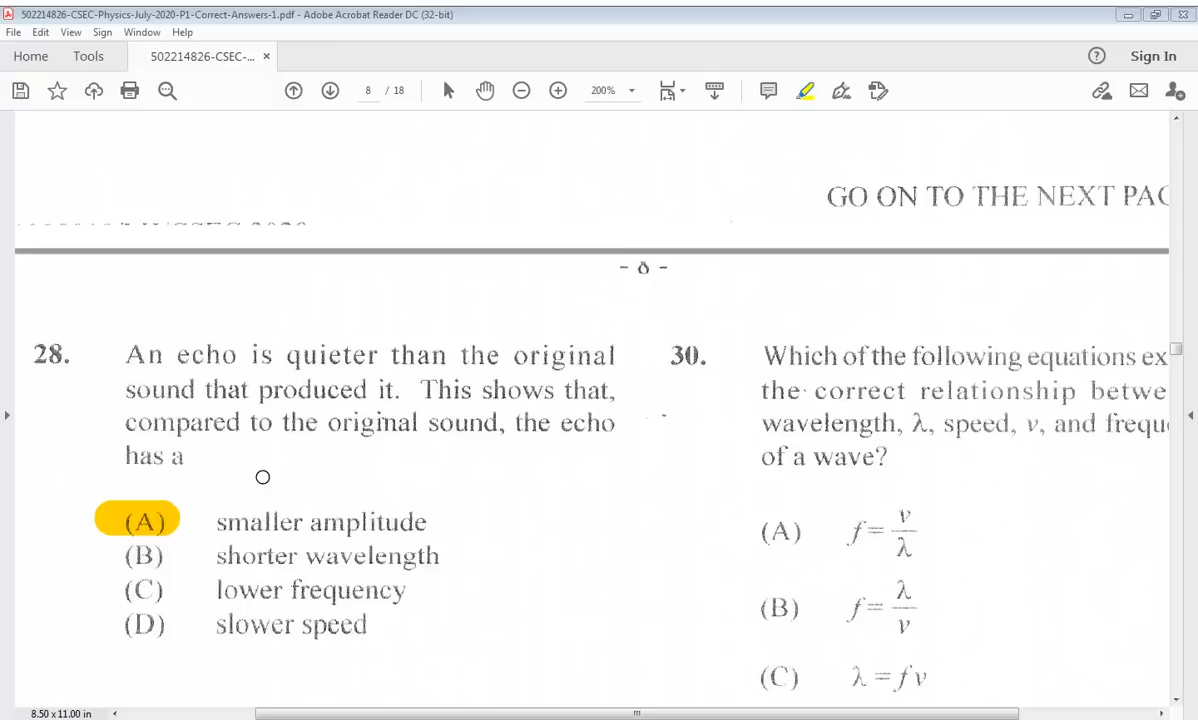 502214826-CSEC-Physics-July-2020-P1-Correct-Answers-1.pdf - Adobe Acrobat Reader DC (32-bit)
File Edit View Sign Window Help
Home Tools 502214826-CSEC-... × Sign In
8 / 18 200%
GO ON TO THE NEXT PAG
- 8 -
28. An echo is quieter than the original
sound that produced it. This shows that,
compared to the original sound, the echo
has a
(A) smaller amplitude
(B) shorter wavelength
(C) lower frequency
(D) slower speed
30. Which of the following equations ex
the correct relationship betwe
wavelength, λ, speed, v, and frequ
of a wave?
(A) f = v/λ
(B) f = λ/v
(C) λ = f v
8.50 x 11.00 in